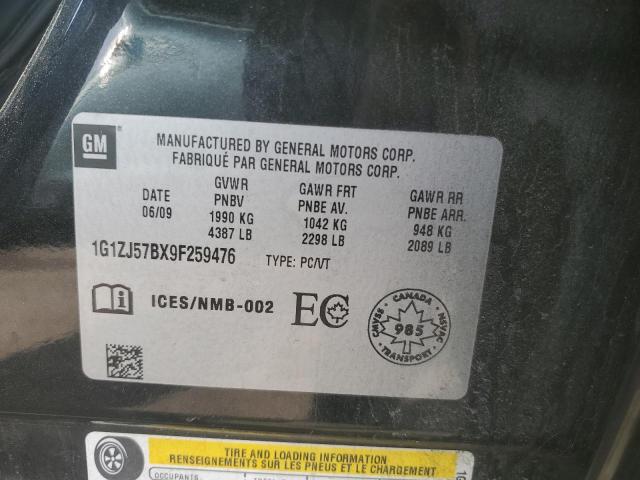 GM
MANUFACTURED BY GENERAL MOTORS CORP.
FABRIQUÉ PAR GENERAL MOTORS CORP.
DATE
06/09
GVWR
PNBV
1990 KG
4387 LB
GAWR FRT
PNBE AV.
1042 KG
2298 LB
GAWR RR
PNBE ARR.
948 KG
2089 LB
1G1ZJ57BX9F259476 TYPE: PC/VT
ICES/NMB-002 EC
CANADA
CMVSS
985
NSVAC
TRANSPORT
TIRE AND LOADING INFORMATION
RENSEIGNEMENTS SUR LES PNEUS ET LE CHARGEMENT
OCCUPANTS